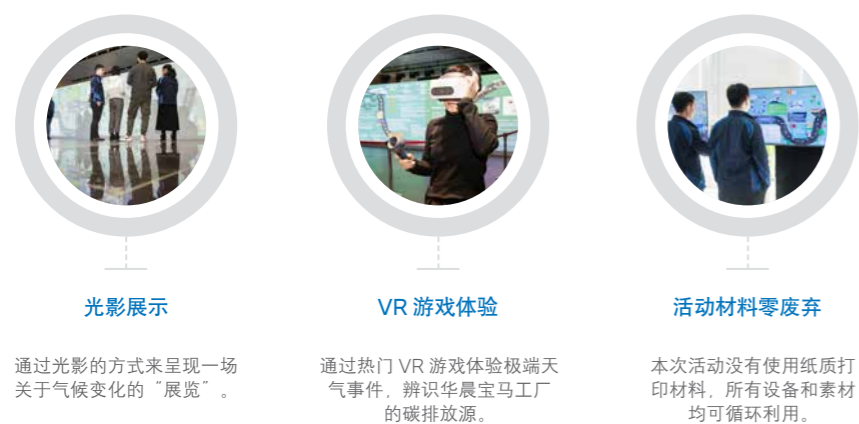 光影展示
通过光影的方式来呈现一场
关于气候变化的“展览”。
VR 游戏体验
通过热门 VR 游戏体验极端天
气事件，辨识华晨宝马工厂
的碳排放源。
活动材料零废弃
本次活动没有使用纸质打
印材料，所有设备和素材
均可循环利用。